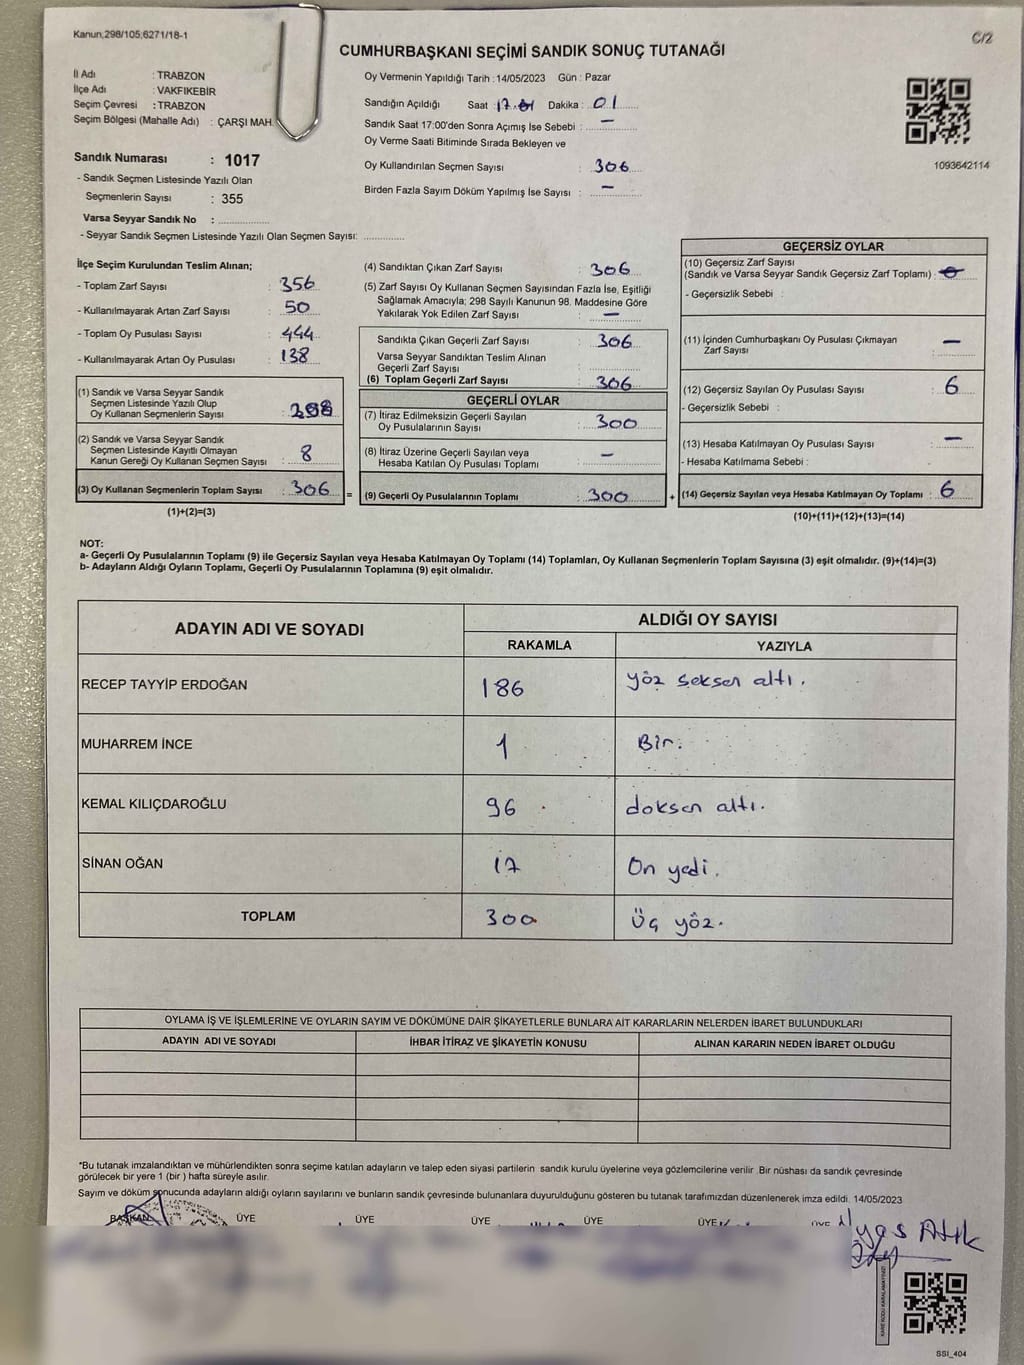 Kanun;298/105;6271/18-1
C/2
CUMHURBAŞKANI SEÇİMİ SANDIK SONUÇ TUTANAĞI
İl Adı : TRABZON
İlçe Adı : VAKFIKEBİR
Seçim Çevresi : TRABZON
Seçim Bölgesi (Mahalle Adı) : ÇARŞI MAH
Sandık Numarası : 1017
- Sandık Seçmen Listesinde Yazılı Olan
Seçmenlerin Sayısı : 355
Varsa Seyyar Sandık No :
- Seyyar Sandık Seçmen Listesinde Yazılı Olan Seçmen Sayısı:
Oy Vermenin Yapıldığı Tarih : 14/05/2023 Gün : Pazar
Sandığın Açıldığı Saat : 17. Dakika : 01
Sandık Saat 17:00'den Sonra Açımış İse Sebebi : —
Oy Verme Saati Bitiminde Sırada Bekleyen ve
Oy Kullandırılan Seçmen Sayısı : 306
Birden Fazla Sayım Döküm Yapılmış İse Sayısı : —
1093642114
İlçe Seçim Kurulundan Teslim Alınan;
- Toplam Zarf Sayısı : 356
- Kullanılmayarak Artan Zarf Sayısı : 50
- Toplam Oy Pusulası Sayısı : 444
- Kullanılmayarak Artan Oy Pusulası : 138
(1) Sandık ve Varsa Seyyar Sandık
Seçmen Listesinde Yazılı Olup
Oy Kullanan Seçmenlerin Sayısı : 298
(2) Sandık ve Varsa Seyyar Sandık
Seçmen Listesinde Kayıtlı Olmayan
Kanun Gereği Oy Kullanan Seçmen Sayısı : 8
(3) Oy Kullanan Seçmenlerin Toplam Sayısı : 306
(1)+(2)=(3)
=
(4) Sandıktan Çıkan Zarf Sayısı : 306
(5) Zarf Sayısı Oy Kullanan Seçmen Sayısından Fazla İse, Eşitliği
Sağlamak Amacıyla; 298 Sayılı Kanunun 98. Maddesine Göre
Yakılarak Yok Edilen Zarf Sayısı : —
Sandıkta Çıkan Geçerli Zarf Sayısı : 306
Varsa Seyyar Sandıktan Teslim Alınan
Geçerli Zarf Sayısı :
(6) Toplam Geçerli Zarf Sayısı : 306
GEÇERLİ OYLAR
(7) İtiraz Edilmeksizin Geçerli Sayılan
Oy Pusulalarının Sayısı : 300
(8) İtiraz Üzerine Geçerli Sayılan veya
Hesaba Katılan Oy Pusulası Toplamı : —
(9) Geçerli Oy Pusulalarının Toplamı : 300
+
GEÇERSİZ OYLAR
(10) Geçersiz Zarf Sayısı
(Sandık ve Varsa Seyyar Sandık Geçersiz Zarf Toplamı) :
- Geçersizlik Sebebi :
(11) İçinden Cumhurbaşkanı Oy Pusulası Çıkmayan
Zarf Sayısı : —
(12) Geçersiz Sayılan Oy Pusulası Sayısı : 6
- Geçersizlik Sebebi :
(13) Hesaba Katılmayan Oy Pusulası Sayısı : —
- Hesaba Katılmama Sebebi :
(14) Geçersiz Sayılan veya Hesaba Katılmayan Oy Toplamı : 6
(10)+(11)+(12)+(13)=(14)
NOT:
a- Geçerli Oy Pusulalarının Toplamı (9) ile Geçersiz Sayılan veya Hesaba Katılmayan Oy Toplamı (14) Toplamları, Oy Kullanan Seçmenlerin Toplam Sayısına (3) eşit olmalıdır. (9)+(14)=(3)
b- Adayların Aldığı Oyların Toplamı, Geçerli Oy Pusulalarının Toplamına (9) eşit olmalıdır.
ADAYIN ADI VE SOYADI ALDIĞI OY SAYISI
RAKAMLA YAZIYLA
RECEP TAYYİP ERDOĞAN 186 yöz seksen altı.
MUHARREM İNCE 1 Bir.
KEMAL KILIÇDAROĞLU 96 doksen altı.
SİNAN OĞAN 17 On yedi.
TOPLAM 300 Üç yöz.
OYLAMA İŞ VE İŞLEMLERİNE VE OYLARIN SAYIM VE DÖKÜMÜNE DAİR ŞİKAYETLERLE BUNLARA AİT KARARLARIN NELERDEN İBARET BULUNDUKLARI
ADAYIN ADI VE SOYADI İHBAR İTİRAZ VE ŞİKAYETİN KONUSU ALINAN KARARIN NEDEN İBARET OLDUĞU
*Bu tutanak imzalandıktan ve mühürlendikten sonra seçime katılan adayların ve talep eden siyasi partilerin sandık kurulu üyelerine veya gözlemcilerine verilir .Bir nüshası da sandık çevresinde
görülecek bir yere 1 (bir ) hafta süreyle asılır.
Sayım ve döküm sonucunda adayların aldığı oyların sayılarını ve bunların sandık çevresinde bulunanlara duyurulduğunu gösteren bu tutanak tarafımızdan düzenlenerek imza edildi. 14/05/2023
BAŞKAN ÜYE ÜYE ÜYE ÜYE ÜYE ÜYE
İlyas Atık
SSI_404